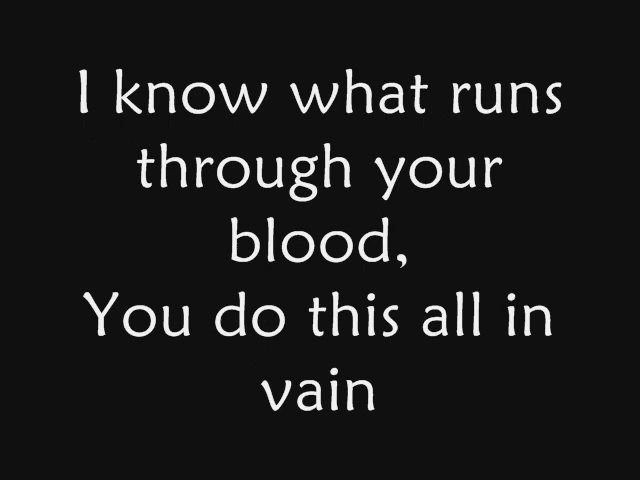 I know what runs
through your
blood,
You do this all in
vain